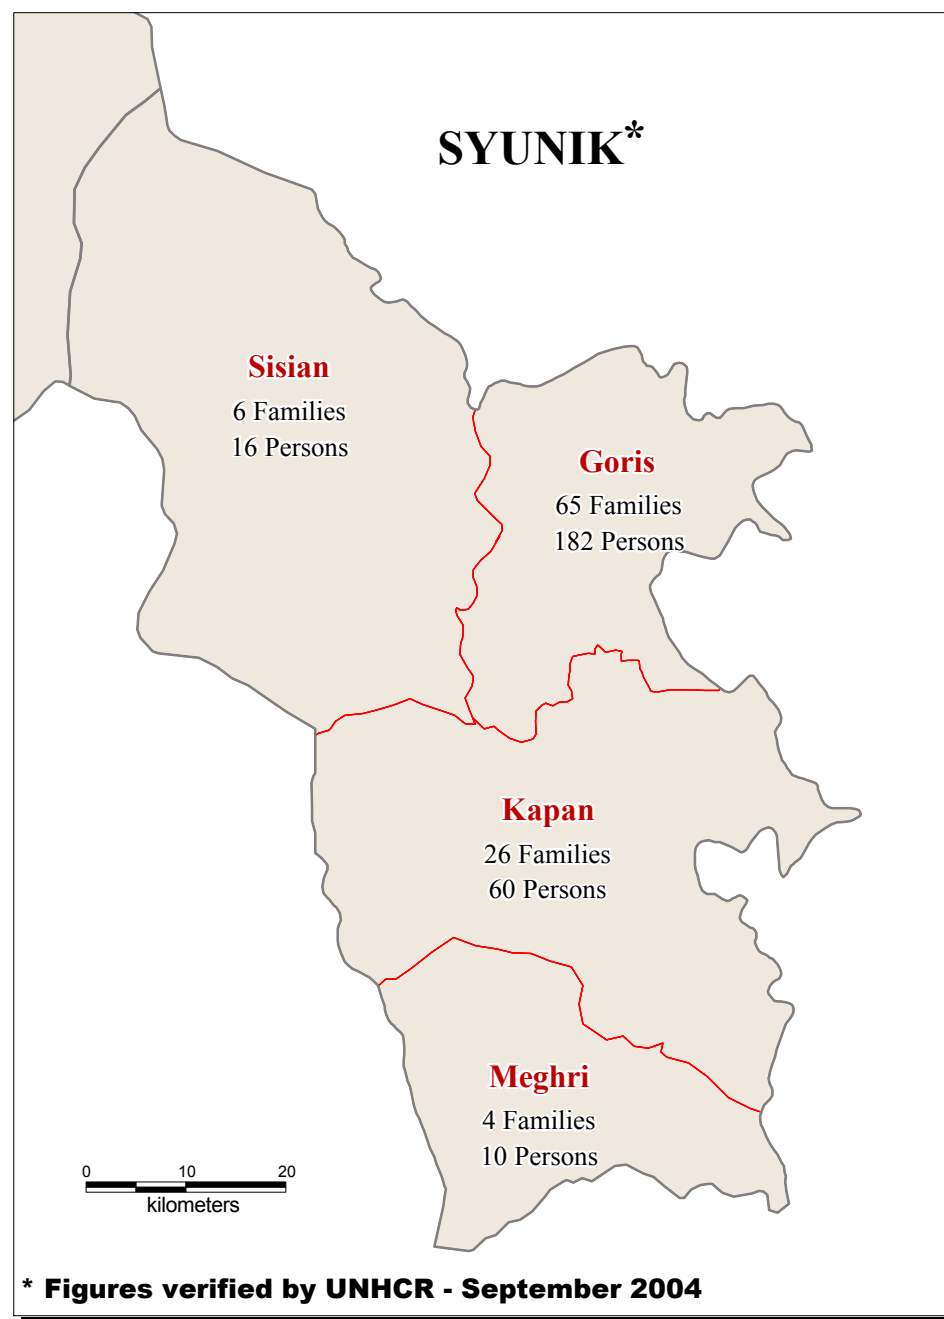 SYUNIK*
Sisian
6 Families
16 Persons
Goris
65 Families
182 Persons
Kapan
26 Families
60 Persons
Meghri
4 Families
10 Persons
0 10 20
kilometers
* Figures verified by UNHCR - September 2004